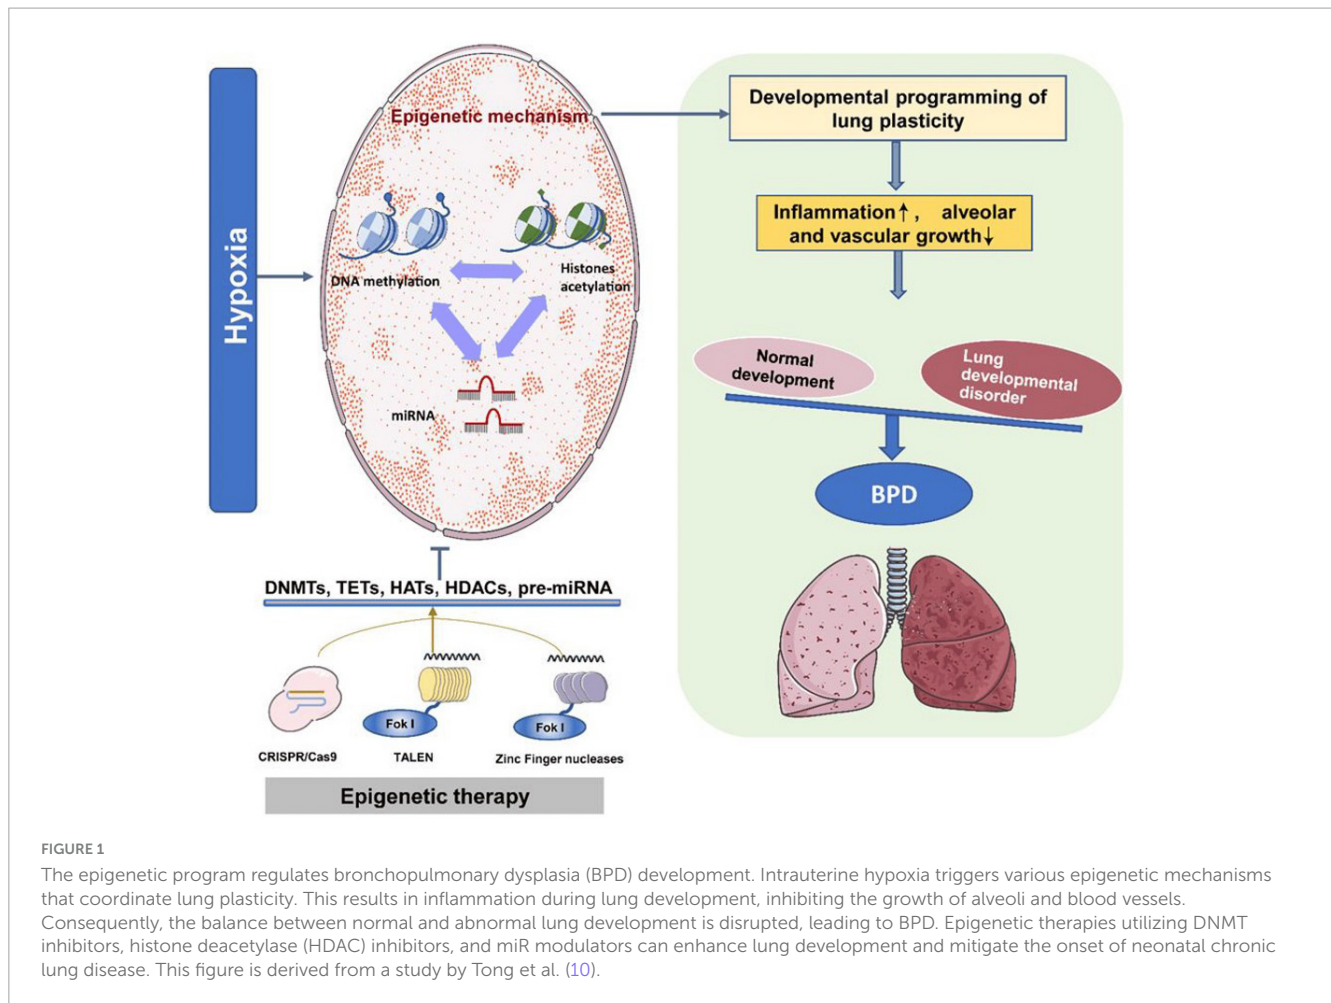 Hypoxia
Epigenetic mechanism
DNA methylation
Histones
acetylation
miRNA
Developmental programming of
lung plasticity
Inflammation↑, alveolar
and vascular growth↓
Normal
development
Lung
developmental
disorder
BPD
DNMTs, TETs, HATs, HDACs, pre-miRNA
Fok I
Fok I
CRISPR/Cas9
TALEN
Zinc Finger nucleases
Epigenetic therapy
FIGURE 1
The epigenetic program regulates bronchopulmonary dysplasia (BPD) development. Intrauterine hypoxia triggers various epigenetic mechanisms
that coordinate lung plasticity. This results in inflammation during lung development, inhibiting the growth of alveoli and blood vessels.
Consequently, the balance between normal and abnormal lung development is disrupted, leading to BPD. Epigenetic therapies utilizing DNMT
inhibitors, histone deacetylase (HDAC) inhibitors, and miR modulators can enhance lung development and mitigate the onset of neonatal chronic
lung disease. This figure is derived from a study by Tong et al. (10).